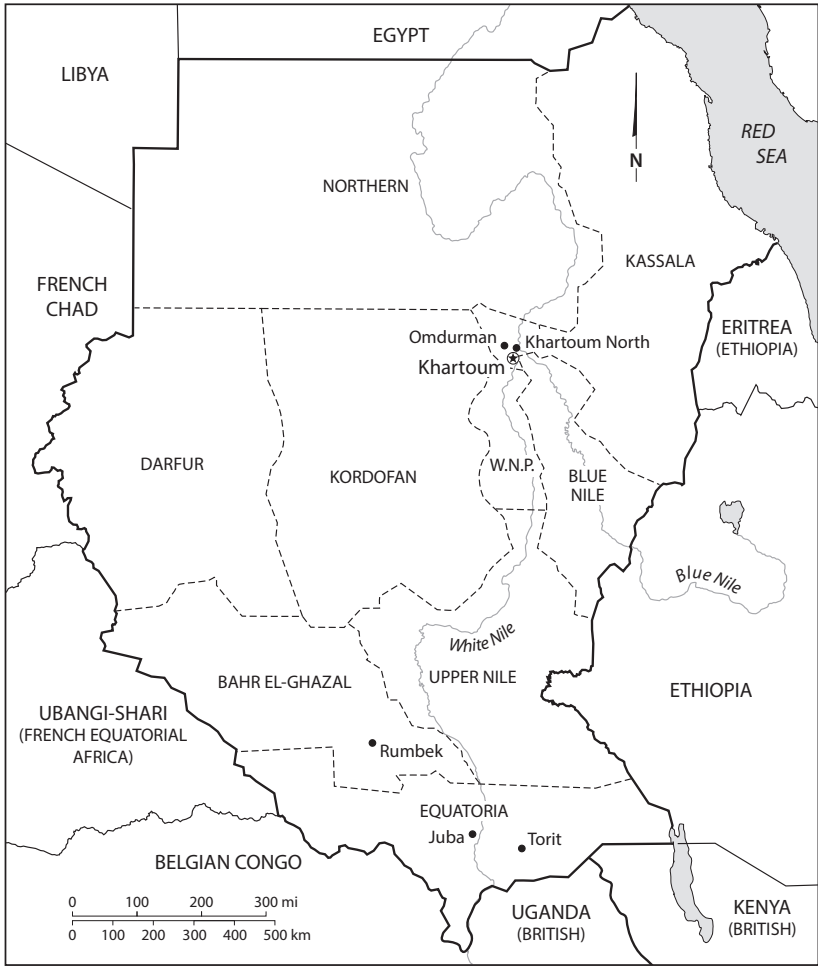 EGYPT
LIBYA
RED
SEA
N
NORTHERN
KASSALA
FRENCH
CHAD
ERITREA
(ETHIOPIA)
Omdurman
Khartoum North
Khartoum
DARFUR
KORDOFAN
W.N.P.
BLUE
NILE
Blue Nile
White Nile
BAHR EL-GHAZAL
UPPER NILE
ETHIOPIA
UBANGI-SHARI
(FRENCH EQUATORIAL
AFRICA)
Rumbek
EQUATORIA
Juba
Torit
BELGIAN CONGO
0 100 200 300 mi
0 100 200 300 400 500 km
UGANDA
(BRITISH)
KENYA
(BRITISH)